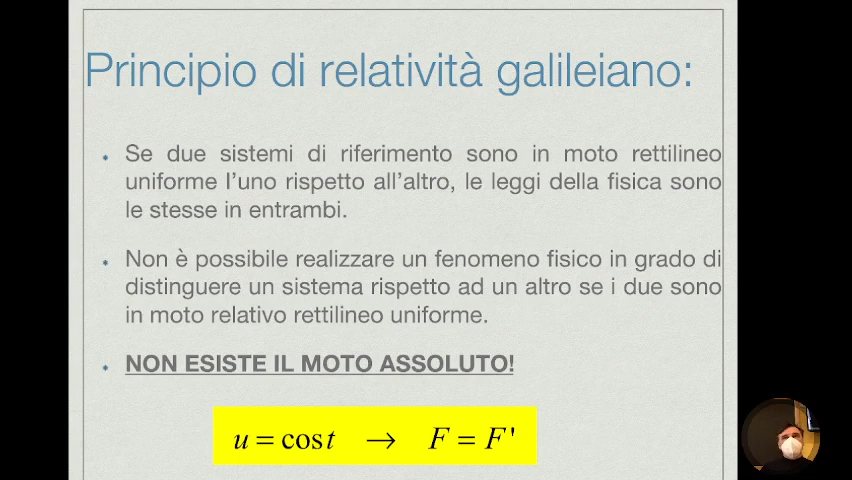 Principio di relatività galileiano:
Se due sistemi di riferimento sono in moto rettilineo
uniforme l’uno rispetto all’altro, le leggi della fisica sono
le stesse in entrambi.
Non è possibile realizzare un fenomeno fisico in grado di
distinguere un sistema rispetto ad un altro se i due sono
in moto relativo rettilineo uniforme.
NON ESISTE IL MOTO ASSOLUTO!
u = cost → F = F'